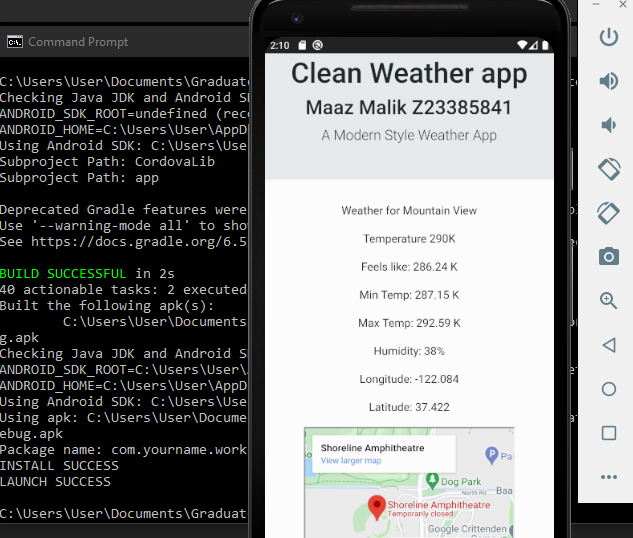 Command Prompt
C:\Users\User\Documents\Graduat
Checking Java JDK and Android S
ANDROID_SDK_ROOT=undefined (rec
ANDROID_HOME=C:\Users\User\AppD
Using Android SDK: C:\Users\Use
Subproject Path: CordovaLib
Subproject Path: app
Deprecated Gradle features were
Use '--warning-mode all' to sho
See https://docs.gradle.org/6.5
BUILD SUCCESSFUL in 2s
40 actionable tasks: 2 executed
Built the following apk(s):
C:\Users\User\Documents
g.apk
Checking Java JDK and Android S
ANDROID_SDK_ROOT=C:\Users\User\
ANDROID_HOME=C:\Users\User\AppD
Using Android SDK: C:\Users\Use
Using apk: C:\Users\User\Docume
ebug.apk
Package name: com.yourname.work
INSTALL SUCCESS
LAUNCH SUCCESS
C:\Users\User\Documents\Graduat
2:10
Clean Weather app
Maaz Malik Z23385841
A Modern Style Weather App
Weather for Mountain View
Temperature 290K
Feels like: 286.24 K
Min Temp: 287.15 K
Max Temp: 292.59 K
Humidity: 38%
Longitude: -122.084
Latitude: 37.422
Shoreline Amphitheatre
View larger map
Pa
Dog Park
North Rd
Baa
Shoreline Amphitheatre
Temporarily closed
Google Crittenden